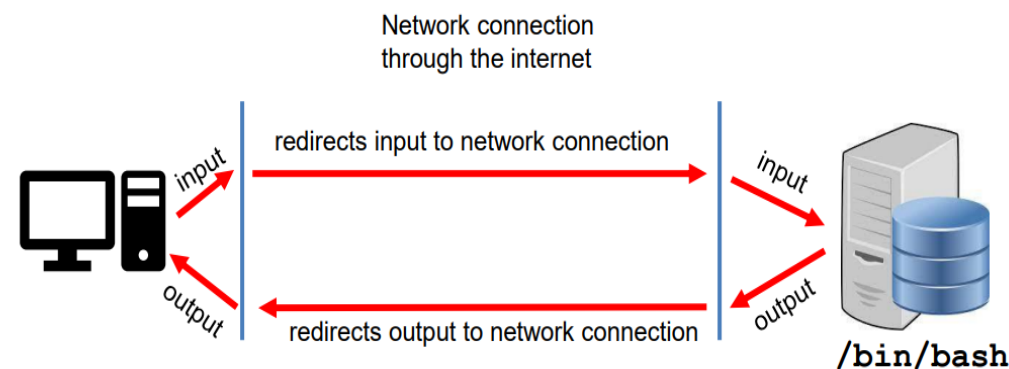 Network connection
through the internet
redirects input to network connection
input
input
output
output
redirects output to network connection
/bin/bash